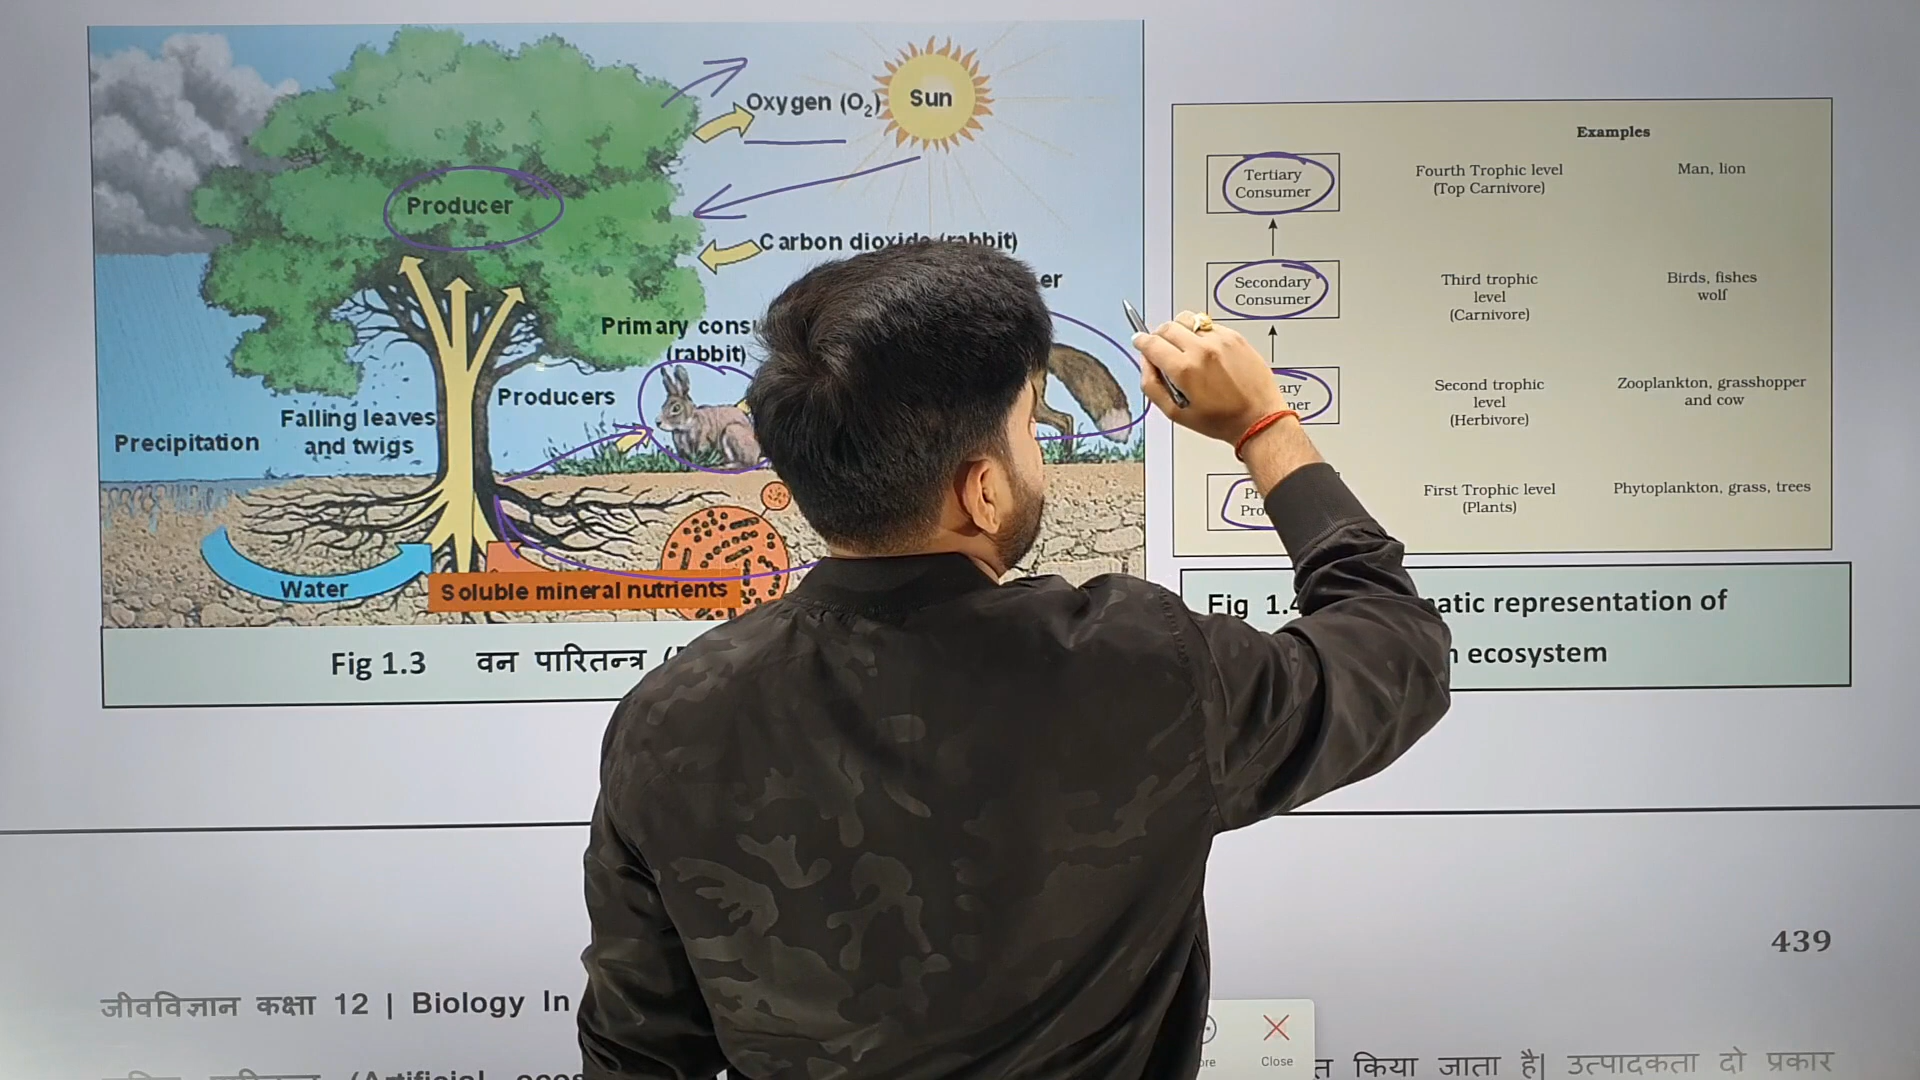 Oxygen (O₂)
Sun
Producer
Carbon dioxide (rabbit)
er
Primary
(rabbit)
Producers
Falling leaves
and twigs
Precipitation
Water
Soluble mineral nutrients
Fig 1.3 वन पारितन्त्र
Examples
Tertiary
Consumer
Fourth Trophic level
(Top Carnivore)
Man, lion
Secondary
Consumer
Third trophic
level
(Carnivore)
Birds, fishes
wolf
Second trophic
level
(Herbivore)
Zooplankton, grasshopper
and cow
First Trophic level
(Plants)
Phytoplankton, grass, trees
Fig 1.4 representation of
ecosystem
439
जीवविज्ञान कक्षा 12 | Biology In
Close
किया जाता है| उत्पादकता दो प्रकार